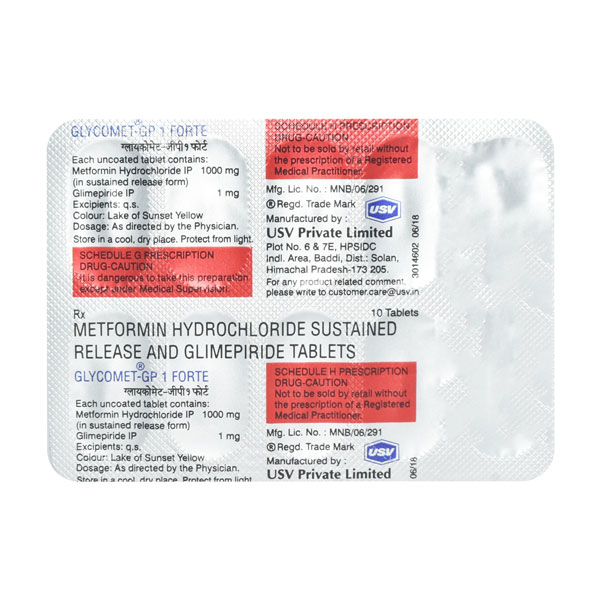 GLYCOMET®-GP 1 FORTE
ग्लायकोमेट-जीपी १ फोर्ट
Each uncoated tablet contains:
Metformin Hydrochloride IP 1000 mg
(in sustained release form)
Glimepiride IP 1 mg
Excipients: q.s.
Colour: Lake of Sunset Yellow
Dosage: As directed by the Physician.
Store in a cool, dry place. Protect from light.
SCHEDULE G PRESCRIPTION
DRUG-CAUTION
It is dangerous to take this preparation
except under Medical Supervision.
SCHEDULE H PRESCRIPTION
DRUG-CAUTION
Not to be sold by retail without
the prescription of a Registered
Medical Practitioner.
Mfg. Lic. No. : MNB/06/291
® Regd. Trade Mark
Manufactured by :
USV
USV Private Limited
Plot No. 6 & 7E, HPSIDC
Indl. Area, Baddi, Dist.: Solan,
Himachal Pradesh-173 205.
For any product related comment
please write to customer.care@usv.in
3014602 06/18
Rx
10 Tablets
METFORMIN HYDROCHLORIDE SUSTAINED
RELEASE AND GLIMEPIRIDE TABLETS
GLYCOMET®-GP 1 FORTE
ग्लायकोमेट-जीपी १ फोर्ट
Each uncoated tablet contains:
Metformin Hydrochloride IP 1000 mg
(in sustained release form)
Glimepiride IP 1 mg
Excipients: q.s.
Colour: Lake of Sunset Yellow
Dosage: As directed by the Physician.
Store in a cool, dry place. Protect from light
SCHEDULE H PRESCRIPTION
DRUG-CAUTION
Not to be sold by retail without
the prescription of a Registered
Medical Practitioner.
Mfg. Lic. No. : MNB/06/291
® Regd. Trade Mark
Manufactured by :
USV
USV Private Limited
06/18